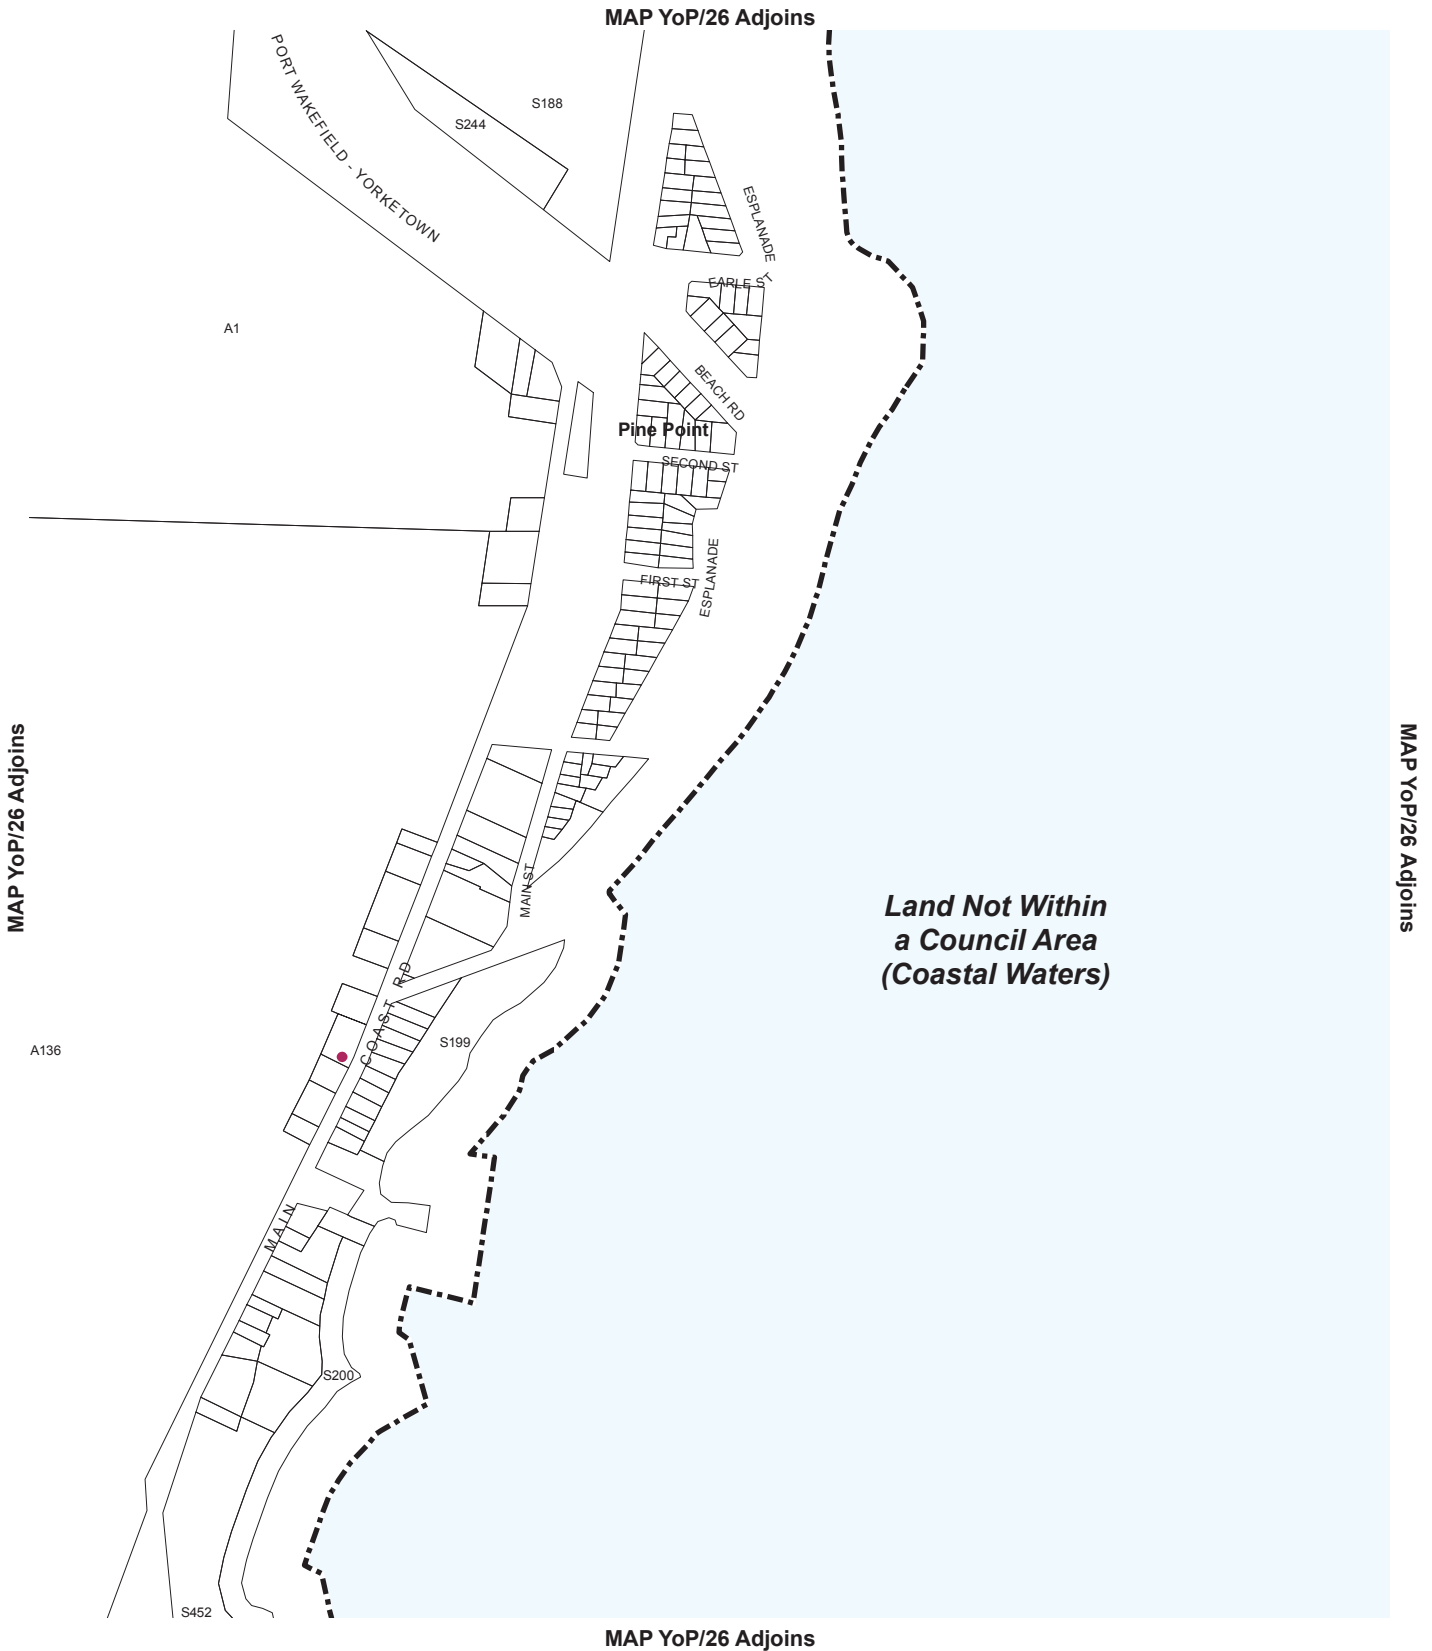 MAP YoP/26 Adjoins
PORT WAKEFIELD - YORKETOWN
S188
S244
ESPLANADE
EARLE ST
A1
BEACH RD
Pine Point
SECOND ST
ESPLANADE
FIRST ST
MAP YoP/26 Adjoins
MAP YoP/26 Adjoins
MAIN ST
Land Not Within
a Council Area
(Coastal Waters)
COAST RD
S199
A136
MAIN
S200
S452
MAP YoP/26 Adjoins